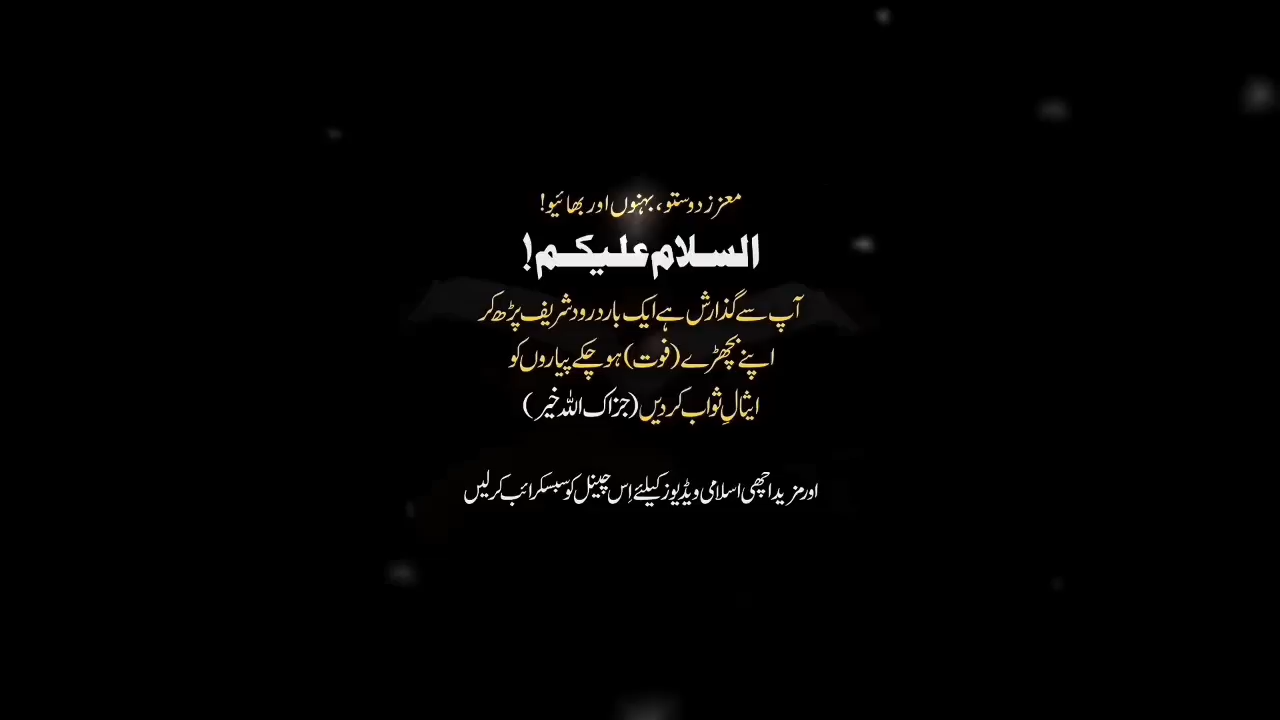 معزز دوستو، بہنوں اور بھائیو!
السلام علیکم!
آپ سے گذارش ہے ایک بار درود شریف پڑھ کر
اپنے بچھڑے (فوت) ہو چکے پیاروں کو
ایثالِ ثواب کر دیں (جزاک اللہ خیر)
اور مزید اچھی اسلامی ویڈیوز کیلئے اِس چینل کو سبسکرائب کر لیں